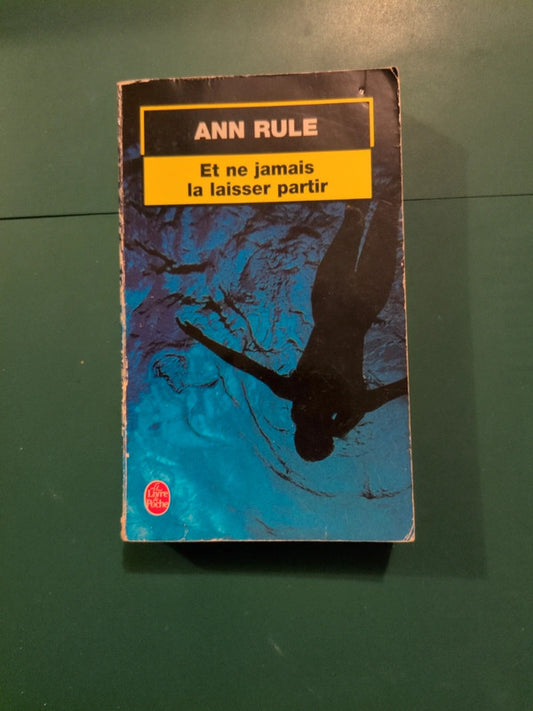 ANN RULE
Et ne jamais
la laisser partir
Le
Livre
de
Poche